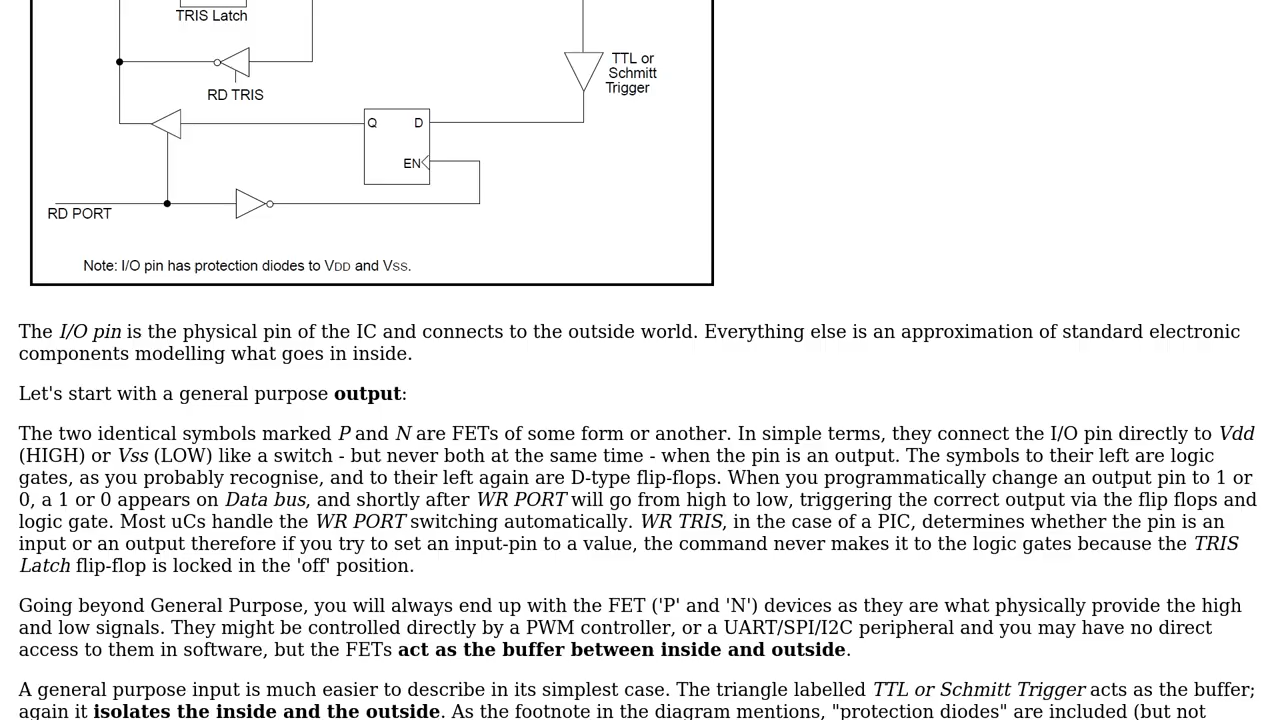 TRIS Latch
TTL or
Schmitt
Trigger
RD TRIS
Q D
EN
RD PORT
Note: I/O pin has protection diodes to VDD and VSS.
The I/O pin is the physical pin of the IC and connects to the outside world. Everything else is an approximation of standard electronic
components modelling what goes in inside.
Let's start with a general purpose output:
The two identical symbols marked P and N are FETs of some form or another. In simple terms, they connect the I/O pin directly to Vdd
(HIGH) or Vss (LOW) like a switch - but never both at the same time - when the pin is an output. The symbols to their left are logic
gates, as you probably recognise, and to their left again are D-type flip-flops. When you programmatically change an output pin to 1 or
0, a 1 or 0 appears on Data bus, and shortly after WR PORT will go from high to low, triggering the correct output via the flip flops and
logic gate. Most uCs handle the WR PORT switching automatically. WR TRIS, in the case of a PIC, determines whether the pin is an
input or an output therefore if you try to set an input-pin to a value, the command never makes it to the logic gates because the TRIS
Latch flip-flop is locked in the 'off' position.
Going beyond General Purpose, you will always end up with the FET ('P' and 'N') devices as they are what physically provide the high
and low signals. They might be controlled directly by a PWM controller, or a UART/SPI/I2C peripheral and you may have no direct
access to them in software, but the FETs act as the buffer between inside and outside.
A general purpose input is much easier to describe in its simplest case. The triangle labelled TTL or Schmitt Trigger acts as the buffer;
again it isolates the inside and the outside. As the footnote in the diagram mentions, "protection diodes" are included (but not